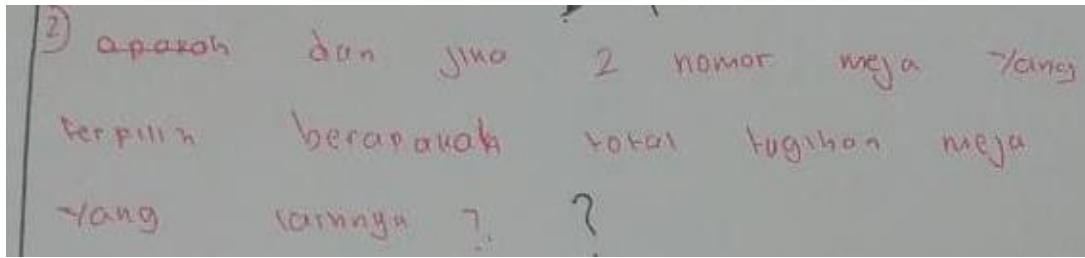 2) apakah dan jika 2 nomor meja yang
terpilih berapakah total tagihan meja
yang lainnya ? ?